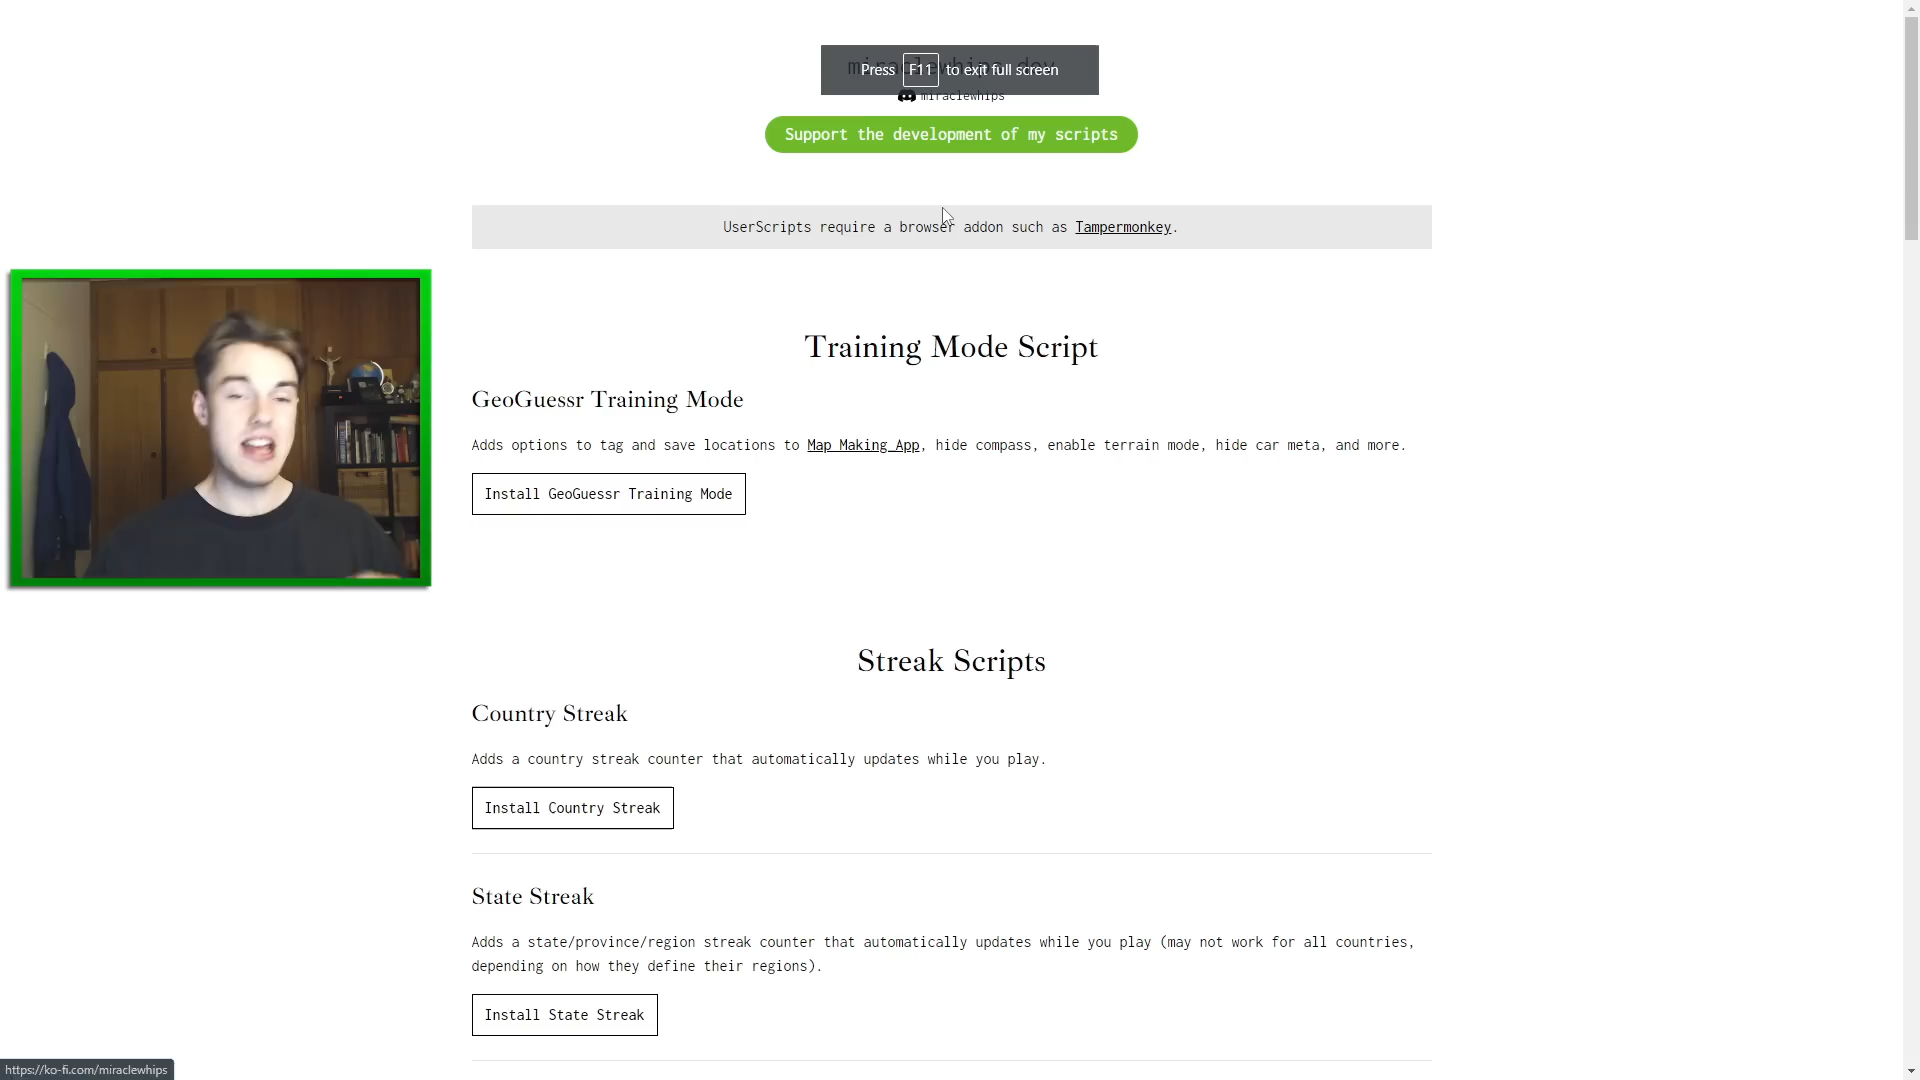 miraclewhips.dev
Press F11 to exit full screen
miraclewhips
Support the development of my scripts
UserScripts require a browser addon such as Tampermonkey.
Training Mode Script
GeoGuessr Training Mode
Adds options to tag and save locations to Map Making App, hide compass, enable terrain mode, hide car meta, and more.
Install GeoGuessr Training Mode
Streak Scripts
Country Streak
Adds a country streak counter that automatically updates while you play.
Install Country Streak
State Streak
Adds a state/province/region streak counter that automatically updates while you play (may not work for all countries,
depending on how they define their regions).
Install State Streak
https://ko-fi.com/miraclewhips